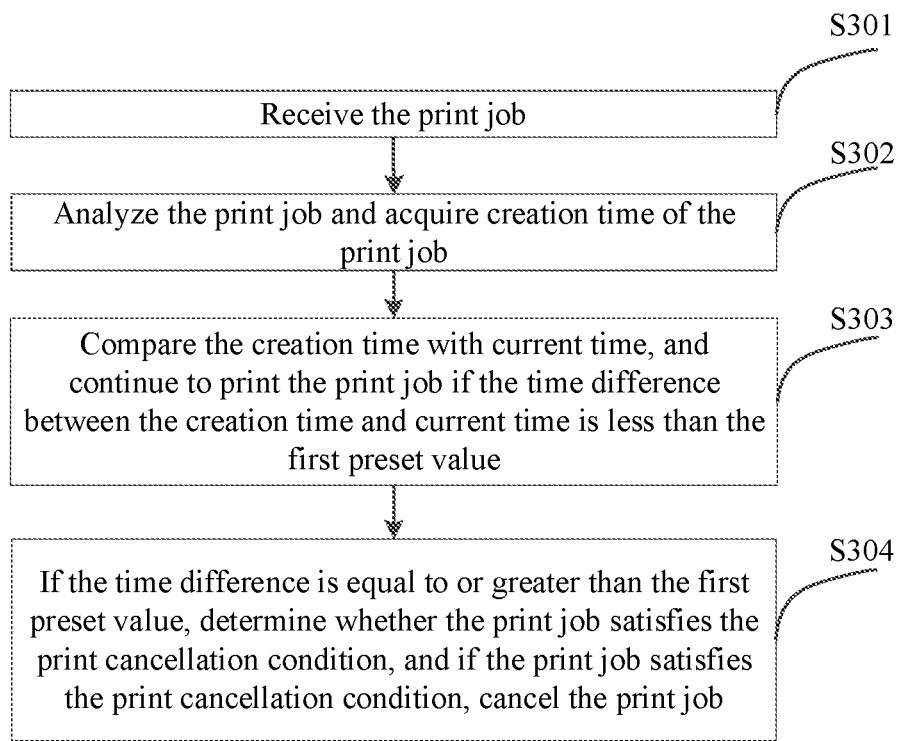 S301
Receive the print job
S302
Analyze the print job and acquire creation time of the
print job
S303
Compare the creation time with current time, and
continue to print the print job if the time difference
between the creation time and current time is less than the
first preset value
S304
If the time difference is equal to or greater than the first
preset value, determine whether the print job satisfies the
print cancellation condition, and if the print job satisfies
the print cancellation condition, cancel the print job